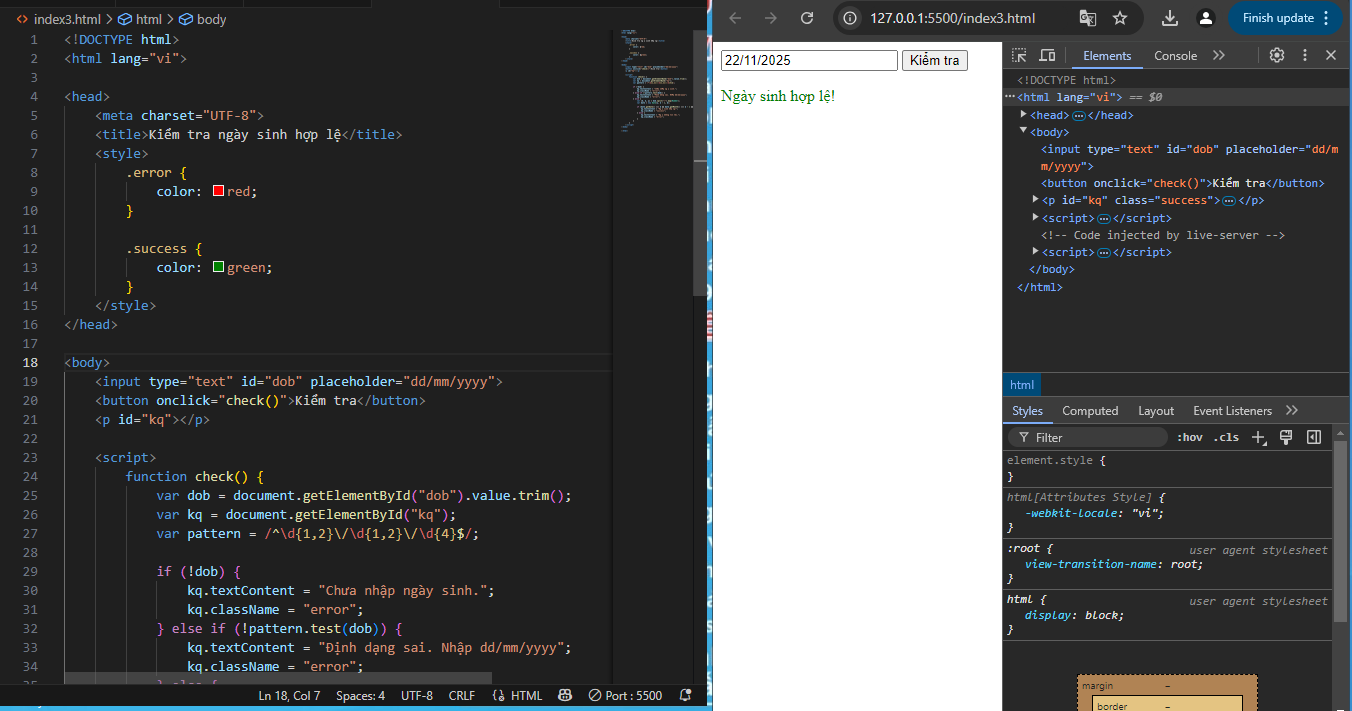 index3.html > html > body
1 <!DOCTYPE html>
2 <html lang="vi">
3
4 <head>
5 <meta charset="UTF-8">
6 <title>Kiểm tra ngày sinh hợp lệ</title>
7 <style>
8 .error {
9 color: red;
10 }
11
12 .success {
13 color: green;
14 }
15 </style>
16 </head>
17
18 <body>
19 <input type="text" id="dob" placeholder="dd/mm/yyyy">
20 <button onclick="check()">Kiểm tra</button>
21 <p id="kq"></p>
22
23 <script>
24 function check() {
25 var dob = document.getElementById("dob").value.trim();
26 var kq = document.getElementById("kq");
27 var pattern = /^\d{1,2}\/\d{1,2}\/\d{4}$/;
28
29 if (!dob) {
30 kq.textContent = "Chưa nhập ngày sinh.";
31 kq.className = "error";
32 } else if (!pattern.test(dob)) {
33 kq.textContent = "Định dạng sai. Nhập dd/mm/yyyy";
34 kq.className = "error";
35 } else {
Ln 18, Col 7 Spaces: 4 UTF-8 CRLF {} HTML Port : 5500
127.0.0.1:5500/index3.html Finish update
22/11/2025 Kiểm tra
Ngày sinh hợp lệ!
Elements Console
<!DOCTYPE html>
<html lang="vi"> == $0
<head> </head>
<body>
<input type="text" id="dob" placeholder="dd/m
m/yyyy">
<button onclick="check()">Kiểm tra</button>
<p id="kq" class="success"> </p>
<script> </script>
<!-- Code injected by live-server -->
<script> </script>
</body>
</html>
html
Styles Computed Layout Event Listeners
Filter :hov .cls
element.style {
}
html[Attributes Style] {
-webkit-locale: "vi";
}
:root { user agent stylesheet
view-transition-name: root;
}
html { user agent stylesheet
display: block;
}
margin –
border –